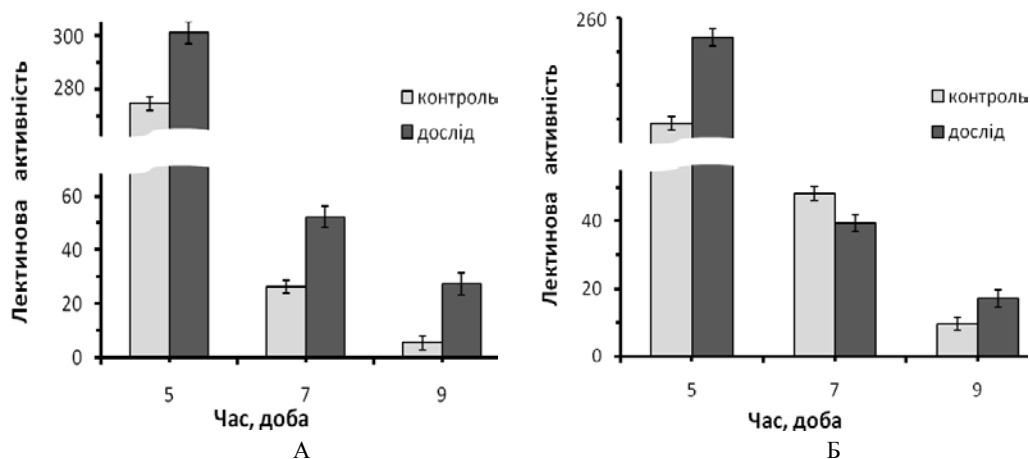 Лектинова активність
300
280
60
40
20
0
контроль
дослід
5
7
9
Час, доба
А
Лектинова активність
260
40
20
0
контроль
дослід
5
7
9
Час, доба
Б